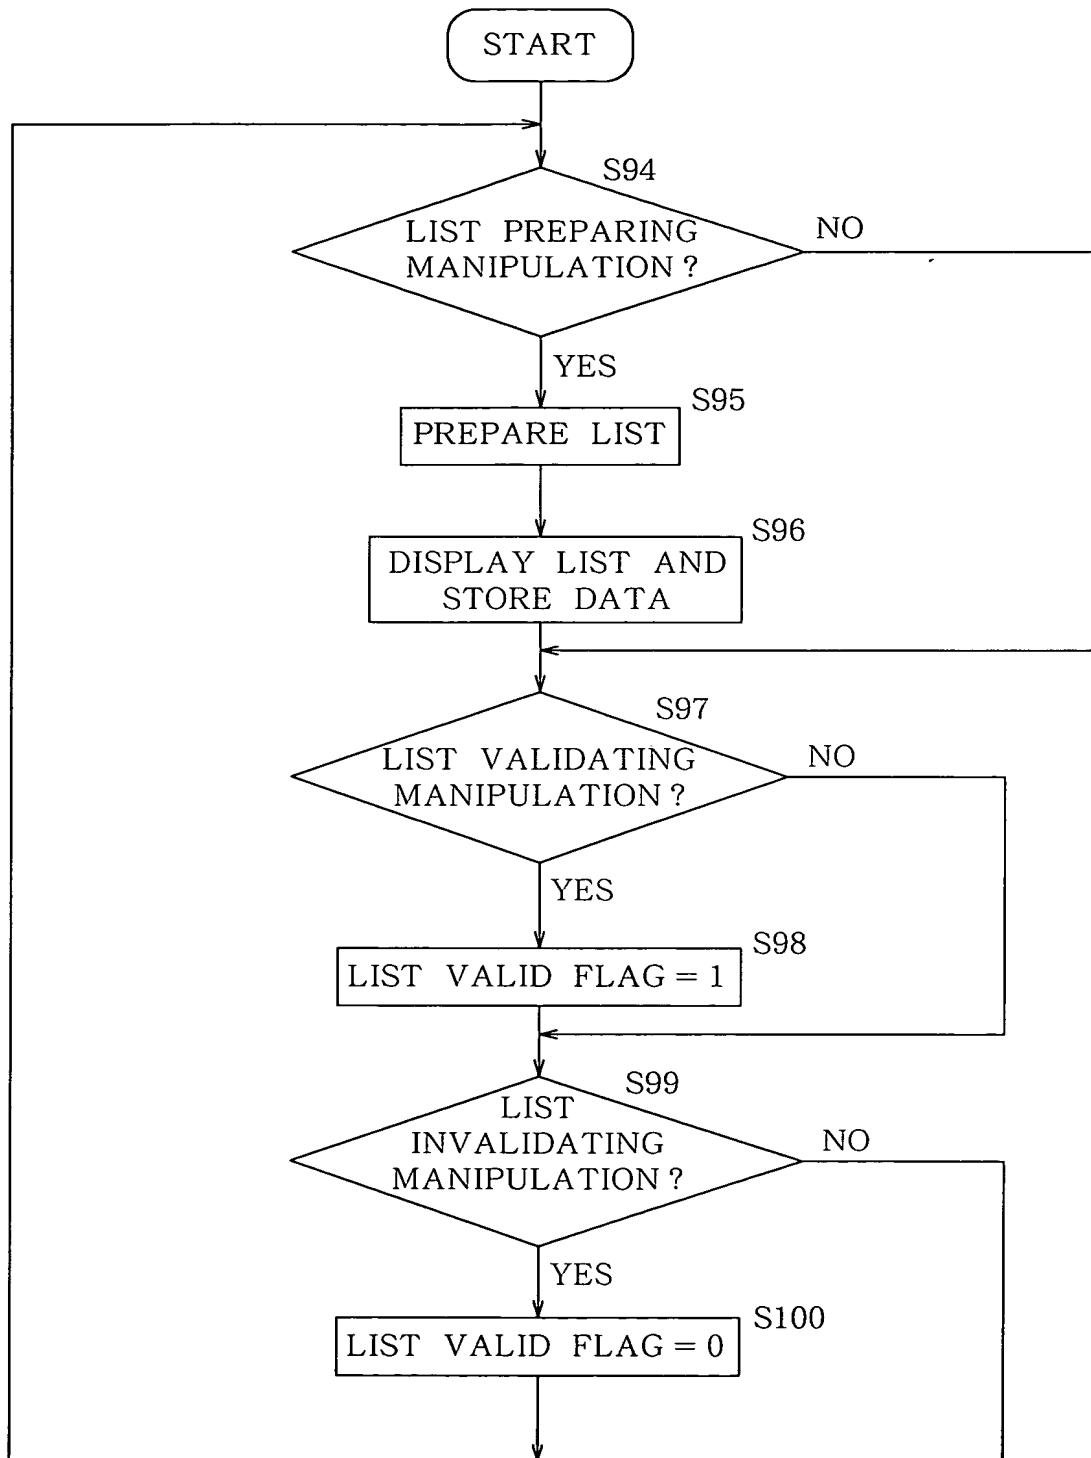 START
S94
LIST PREPARING
MANIPULATION?
NO
YES
S95
PREPARE LIST
S96
DISPLAY LIST AND
STORE DATA
S97
LIST VALIDATING
MANIPULATION?
NO
YES
S98
LIST VALID FLAG = 1
S99
LIST
INVALIDATING
MANIPULATION?
NO
YES
S100
LIST VALID FLAG = 0